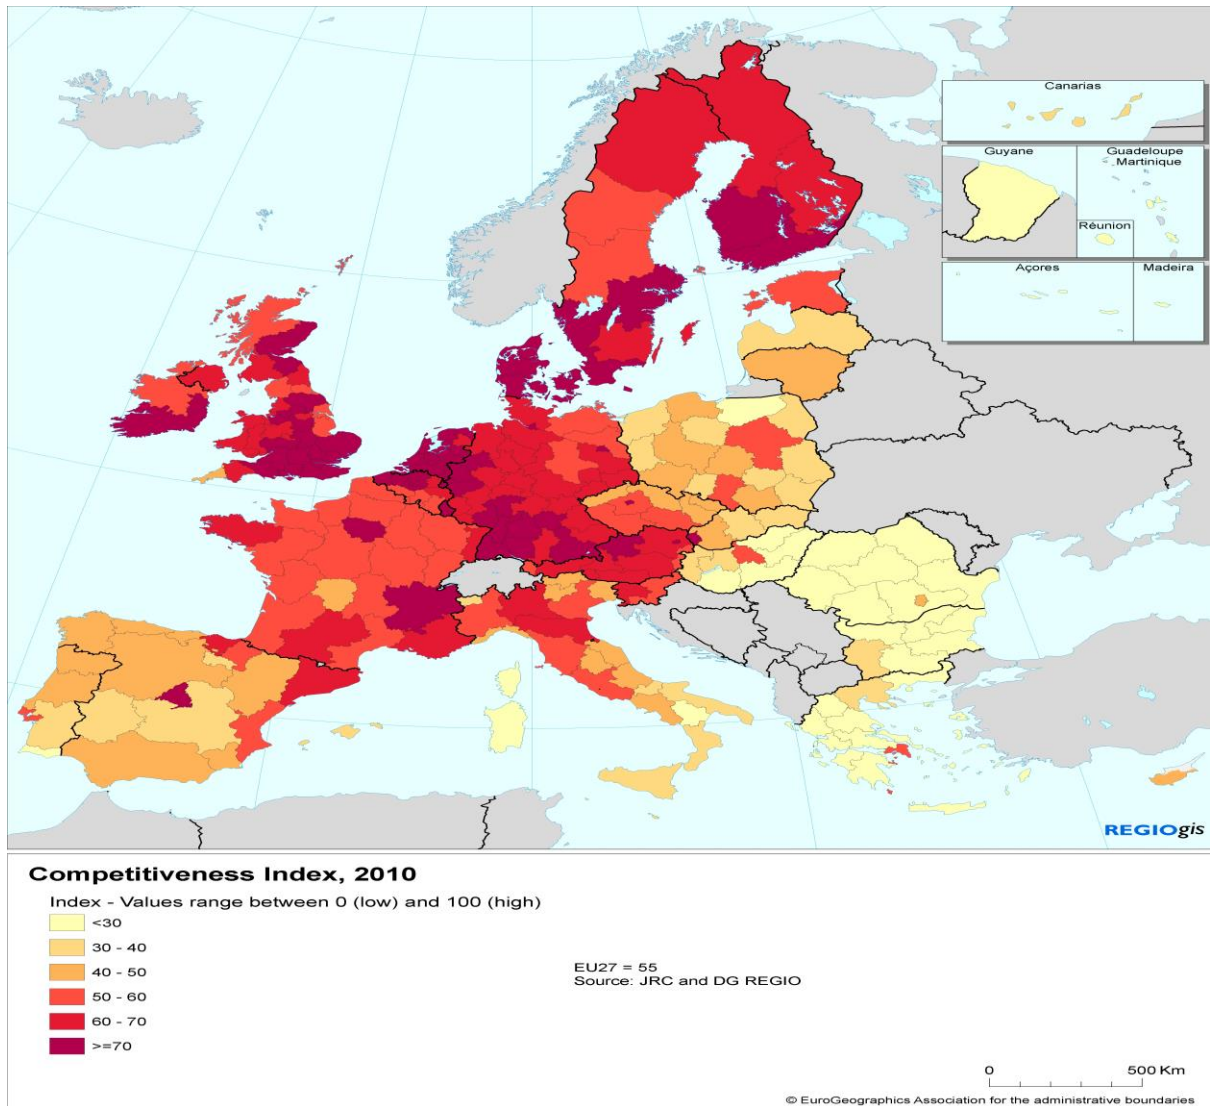 Canarias
Guyane
Guadeloupe
Martinique
Réunion
Açores
Madeira
REGIOgis
Competitiveness Index, 2010
Index - Values range between 0 (low) and 100 (high)
<30
30 - 40
40 - 50
50 - 60
60 - 70
>=70
EU27 = 55
Source: JRC and DG REGIO
0 500 Km
© EuroGeographics Association for the administrative boundaries